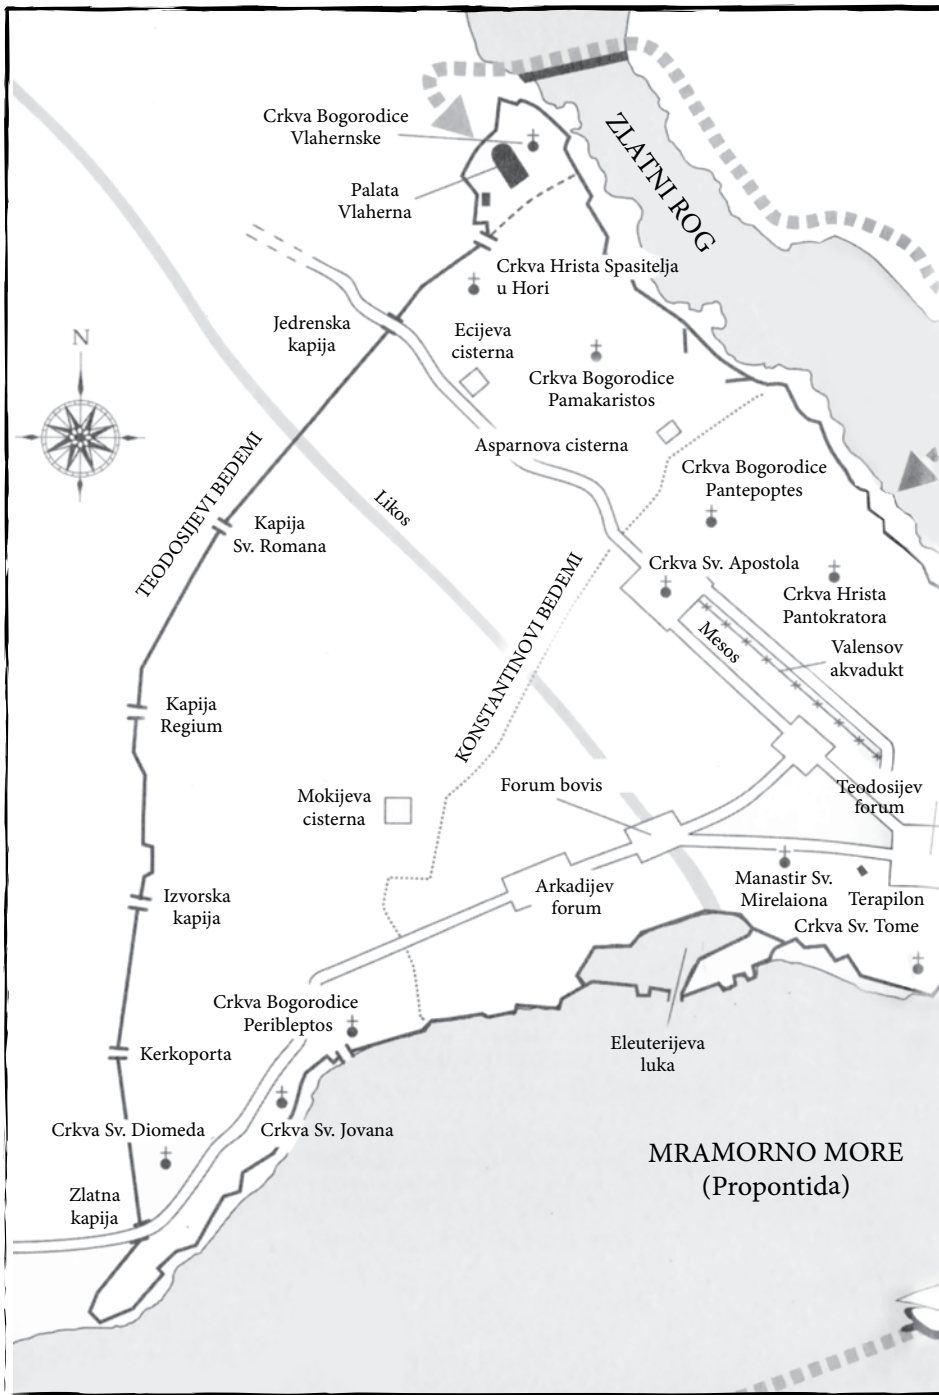 Crkva Bogorodice
Vlahernske
Palata
Vlaherna
ZLATNI ROG
Crkva Hrista Spasitelja
u Hori
N
Jedrenska
kapija
Ecijeva
cisterna
Crkva Bogorodice
Pamakaristos
Asparnova cisterna
Crkva Bogorodice
Pantepoptes
TEODOSIJEVI BEDEMI
Likos
Kapija
Sv. Romana
Crkva Sv. Apostola
Crkva Hrista
Pantokratora
KONSTANTINOVI BEDEMI
Mesos
Valensov
akvadukt
Kapija
Regium
Mokijeva
cisterna
Forum bovis
Teodosijev
forum
Izvorska
kapija
Arkadijev
forum
Manastir Sv.
Mirelaiona
Terapilon
Crkva Sv. Tome
Crkva Bogorodice
Peribleptos
Kerkoporta
Eleuterijeva
luka
Crkva Sv. Diomeda
Crkva Sv. Jovana
MRAMORNO MORE
(Propontida)
Zlatna
kapija